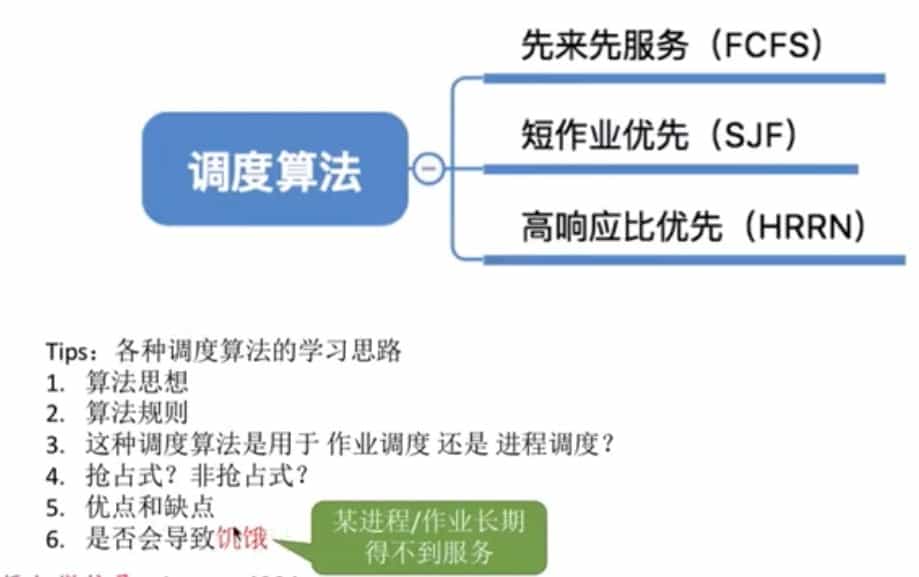 先来先服务（FCFS）
调度算法
短作业优先（SJF）
高响应比优先（HRRN）
Tips：各种调度算法的学习思路
1. 算法思想
2. 算法规则
3. 这种调度算法是用于 作业调度 还是 进程调度？
4. 抢占式？非抢占式？
5. 优点和缺点
6. 是否会导致饥饿
某进程/作业长期
得不到服务